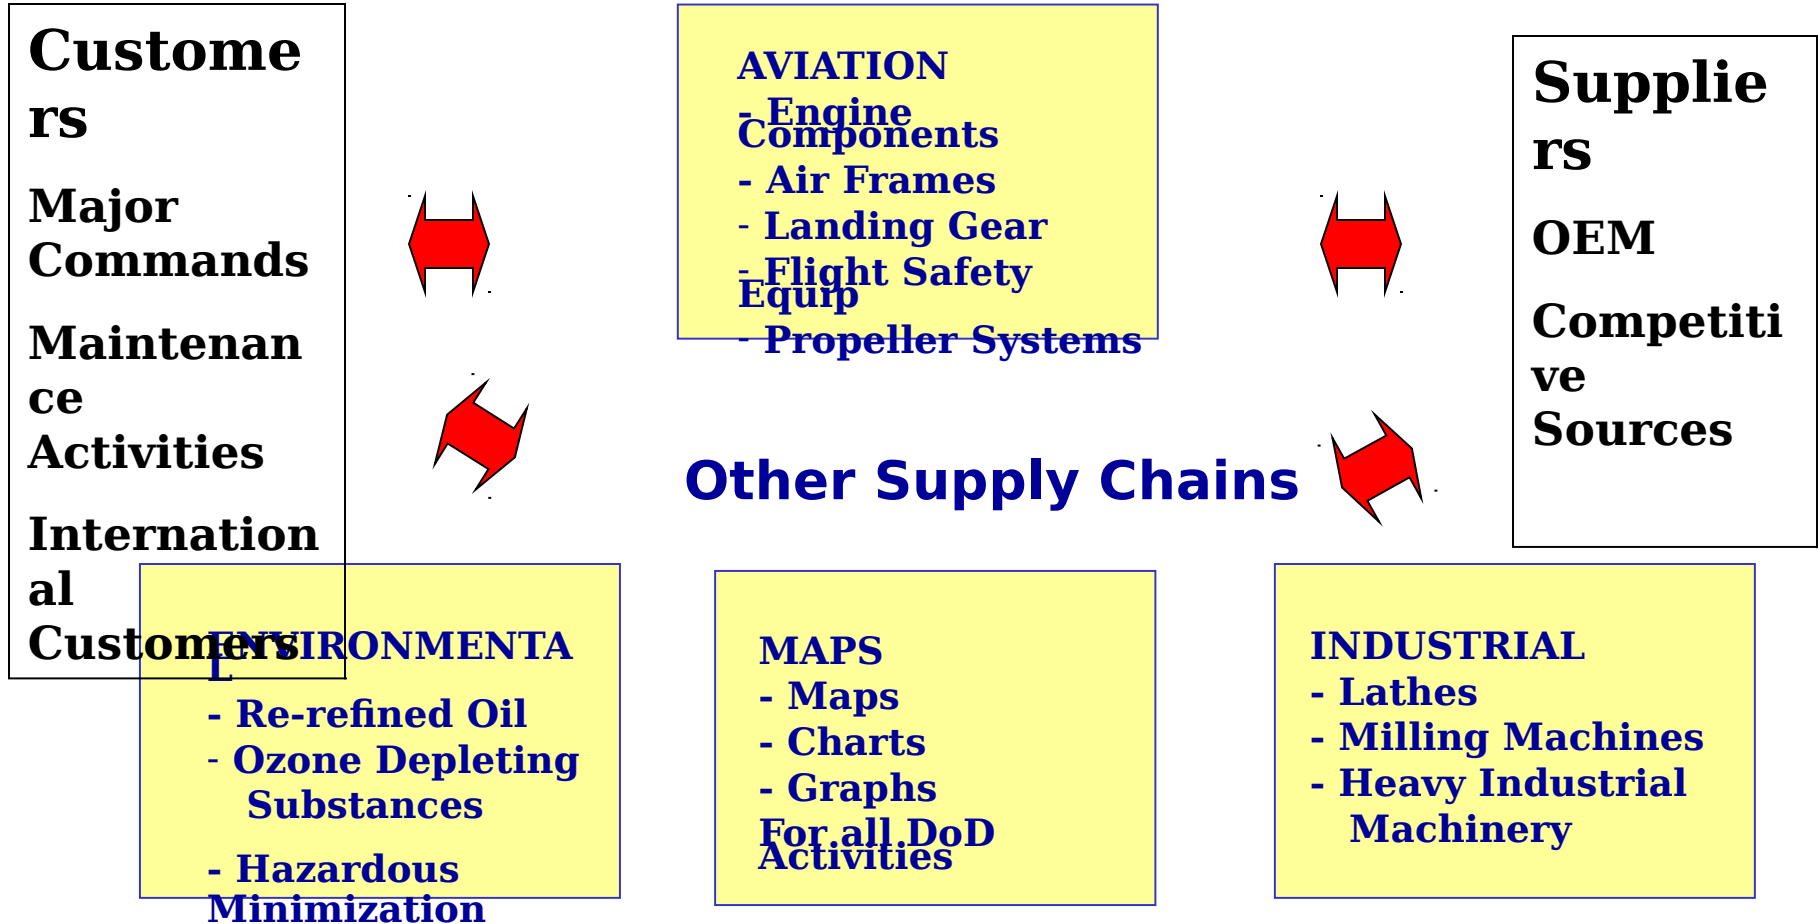 Custome
rs
Major
Commands
Maintenan
ce
Activities
Internation
al
Customers
AVIATION
- Engine
Components
- Air Frames
- Landing Gear
- Flight Safety
Equip
- Propeller Systems
Supplie
rs
OEM
Competiti
ve
Sources
Other Supply Chains
ENVIRONMENTA
L
- Re-refined Oil
- Ozone Depleting
Substances
- Hazardous
Minimization
MAPS
- Maps
- Charts
- Graphs
For all DoD
Activities
INDUSTRIAL
- Lathes
- Milling Machines
- Heavy Industrial
Machinery